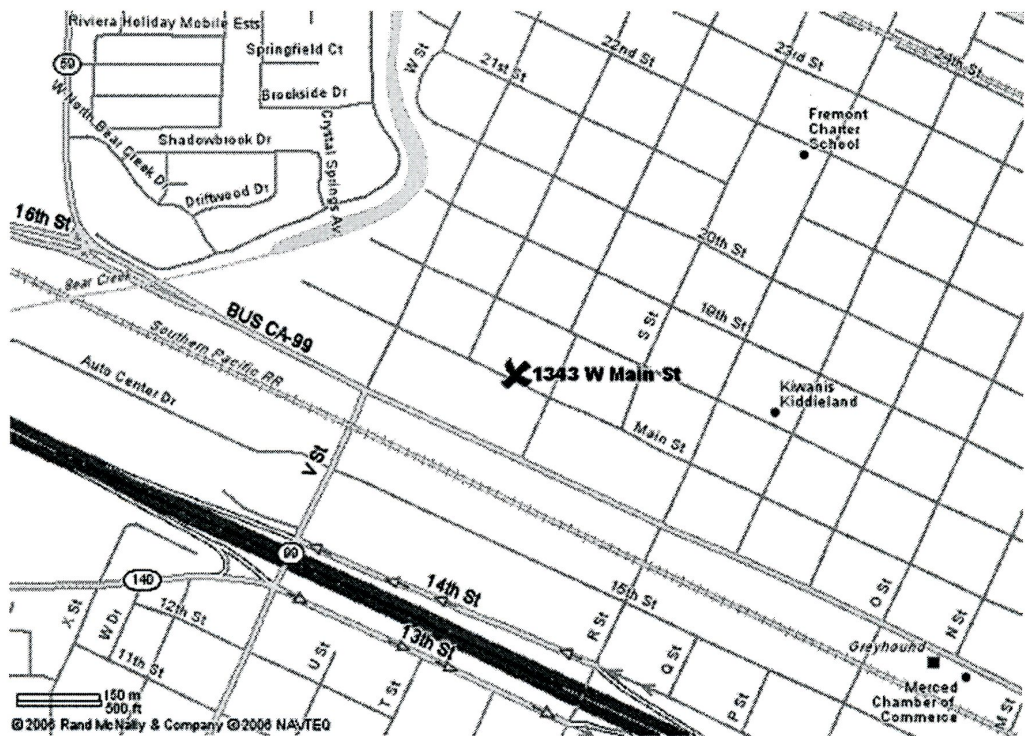 Riviera Holiday Mobile Ests
Springfield Ct
59
W North Bear Creek Dr
Brookside Dr
Shadowbrook Dr
Crystal Springs Av
Driftwood Dr
W St
21st St
22nd St
23rd St
24th St
Fremont
Charter
School
16th St
Bear Creek
BUS CA-99
Southern Pacific RR
Auto Center Dr
20th St
19th St
S St
1343 W Main St
Kiwanis
Kiddieland
Main St
V St
99
140
14th St
13th St
15th St
X St
W Dr
12th St
11th St
U St
T St
R St
Q St
P St
O St
N St
M St
Greyhound
Merced
Chamber of
Commerce
150 m
500 ft
©2006 Rand McNally & Company ©2006 NAVTEQ